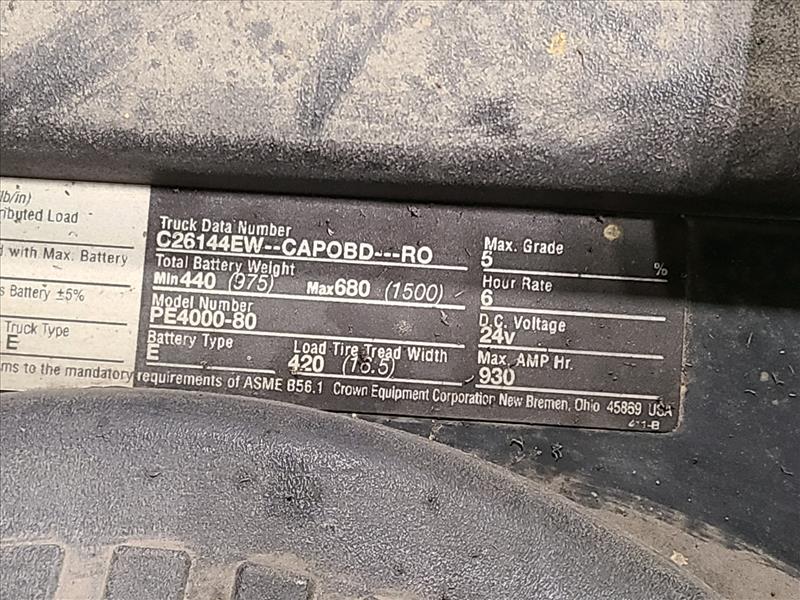 lb/in)
ributed Load
d with Max. Battery
s Battery ±5%
Truck Type
E
Truck Data Number
C26144EW--CAPOBD---RO
Total Battery Weight
Min 440 (975) Max 680 (1500)
Model Number
PE4000-80
Battery Type
E
Load Tire Tread Width
420 (16.5)
Max. Grade
5 %
Hour Rate
6
D.C. Voltage
24v
Max. AMP Hr.
930
ms to the mandatory requirements of ASME B56.1 Crown Equipment Corporation New Bremen, Ohio 45869 USA